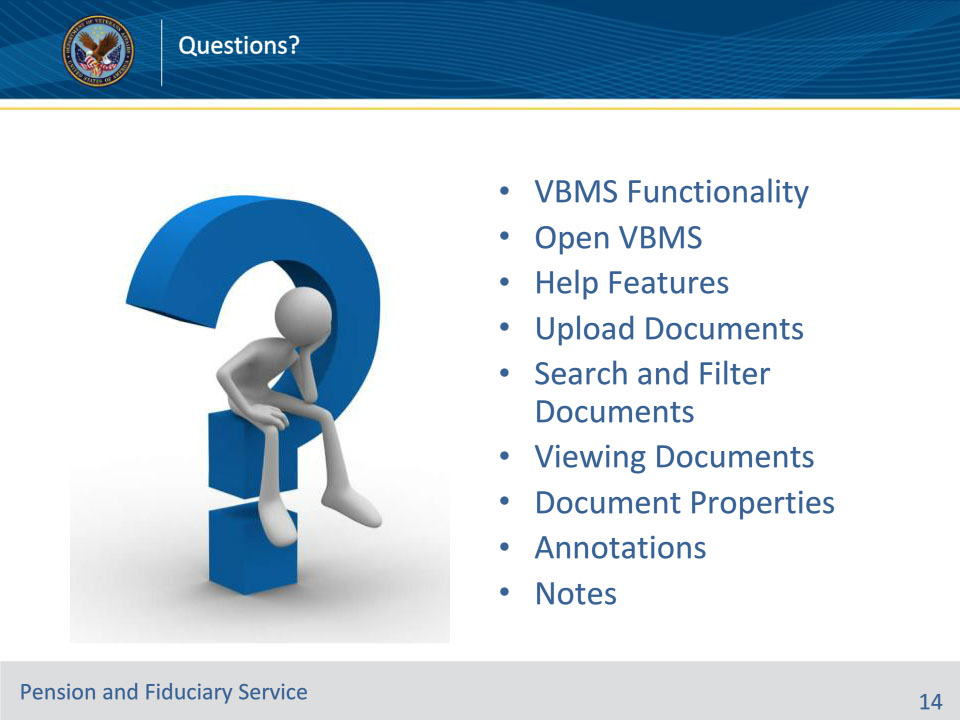 DEPARTMENT OF VETERANS AFFAIRS
UNITED STATES OF AMERICA
Questions?
• VBMS Functionality
• Open VBMS
• Help Features
• Upload Documents
• Search and Filter
Documents
• Viewing Documents
• Document Properties
• Annotations
• Notes
Pension and Fiduciary Service
14